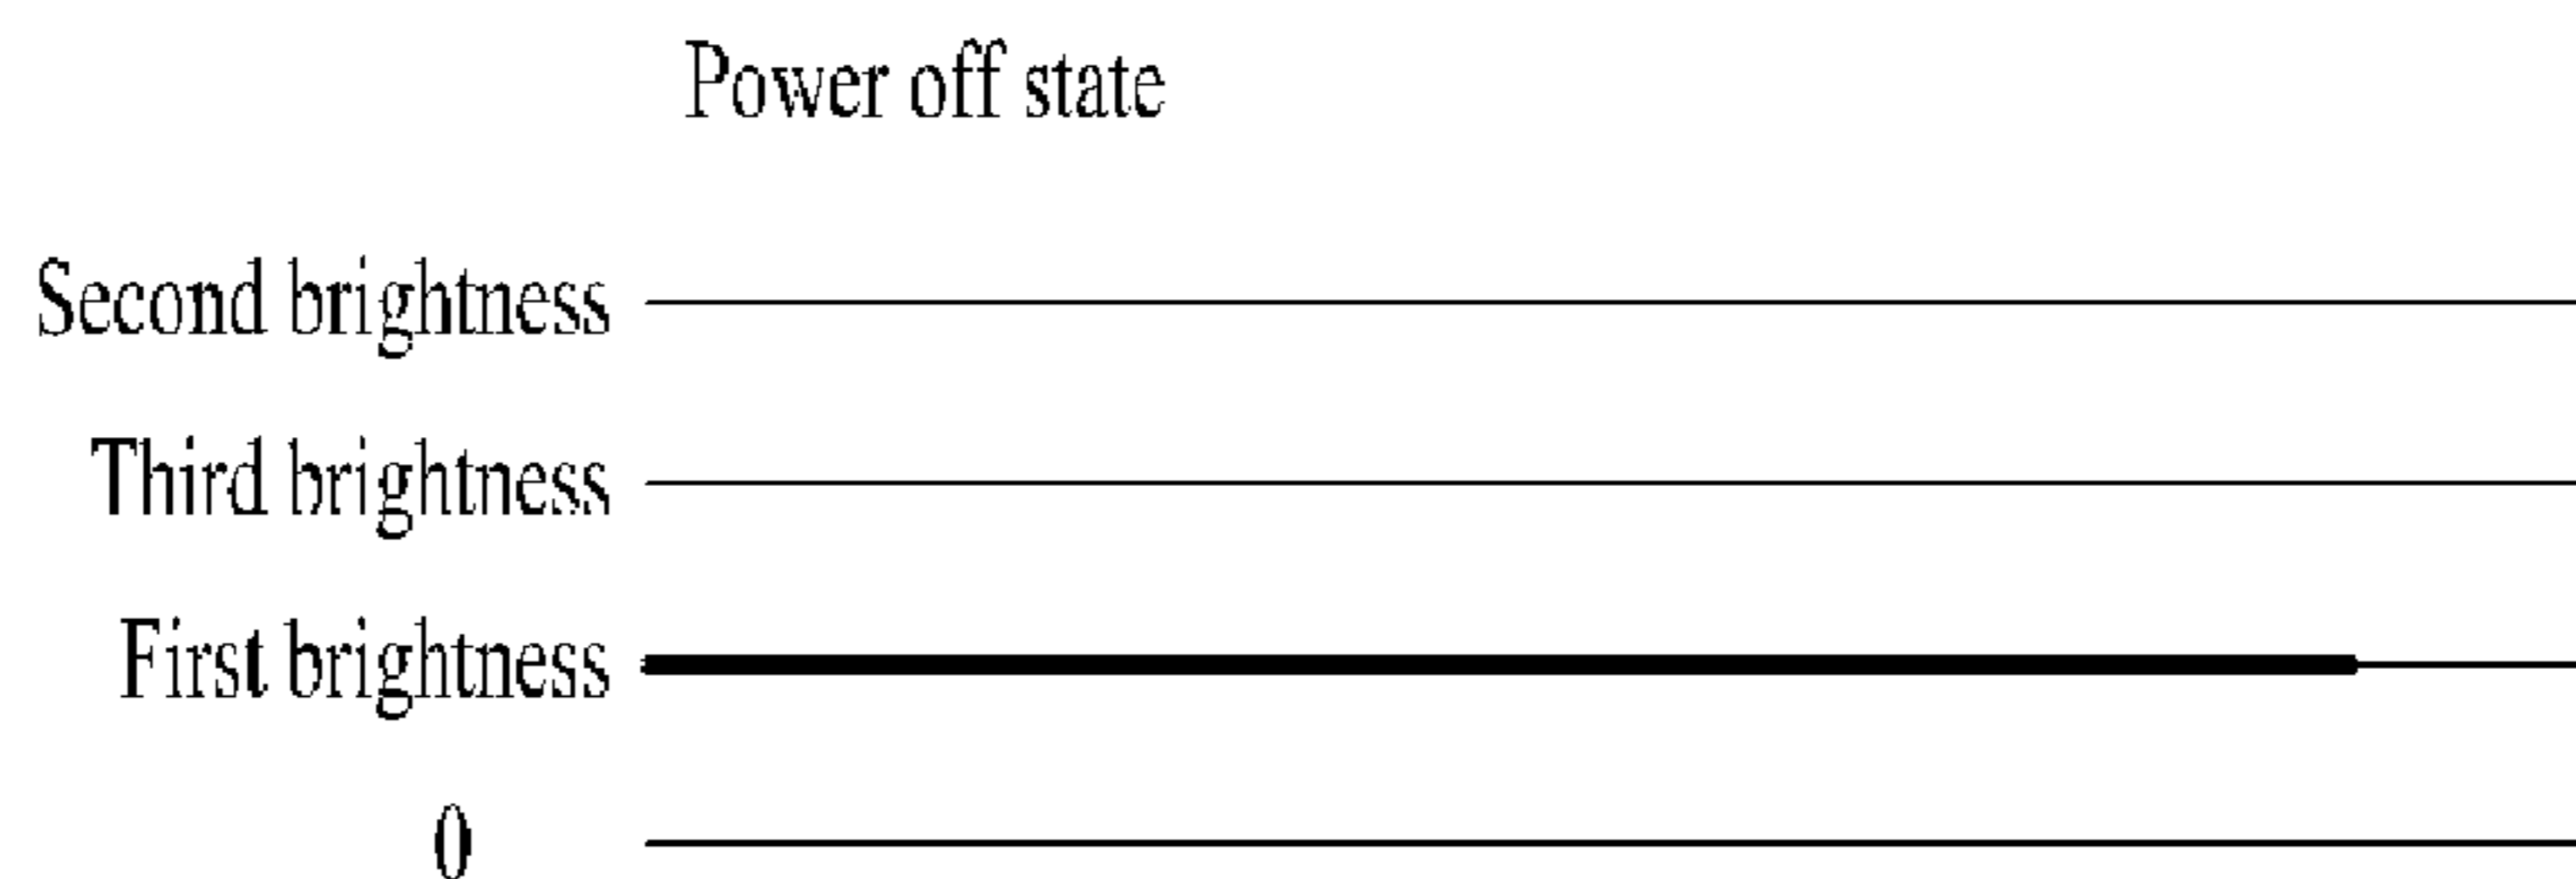 Power off state
Second brightness
Third brightness
First brightness
0